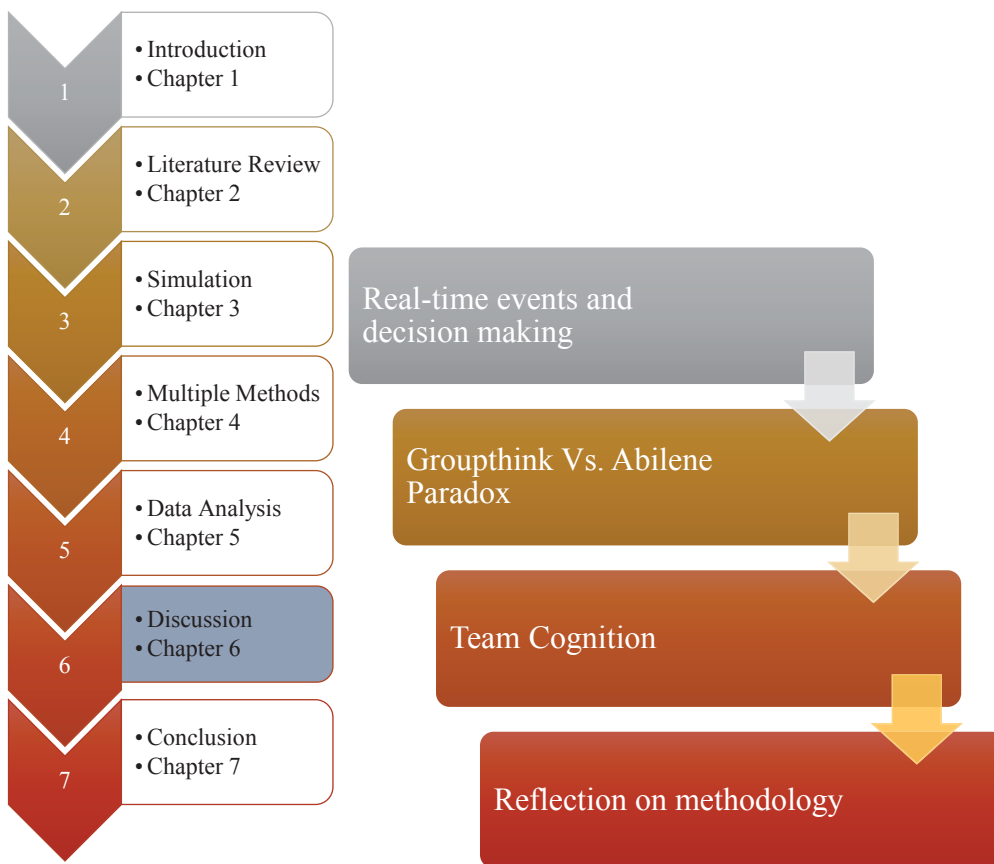 1
• Introduction
• Chapter 1
2
• Literature Review
• Chapter 2
3
• Simulation
• Chapter 3
4
• Multiple Methods
• Chapter 4
5
• Data Analysis
• Chapter 5
6
• Discussion
• Chapter 6
7
• Conclusion
• Chapter 7
Real-time events and
decision making
Groupthink Vs. Abilene
Paradox
Team Cognition
Reflection on methodology